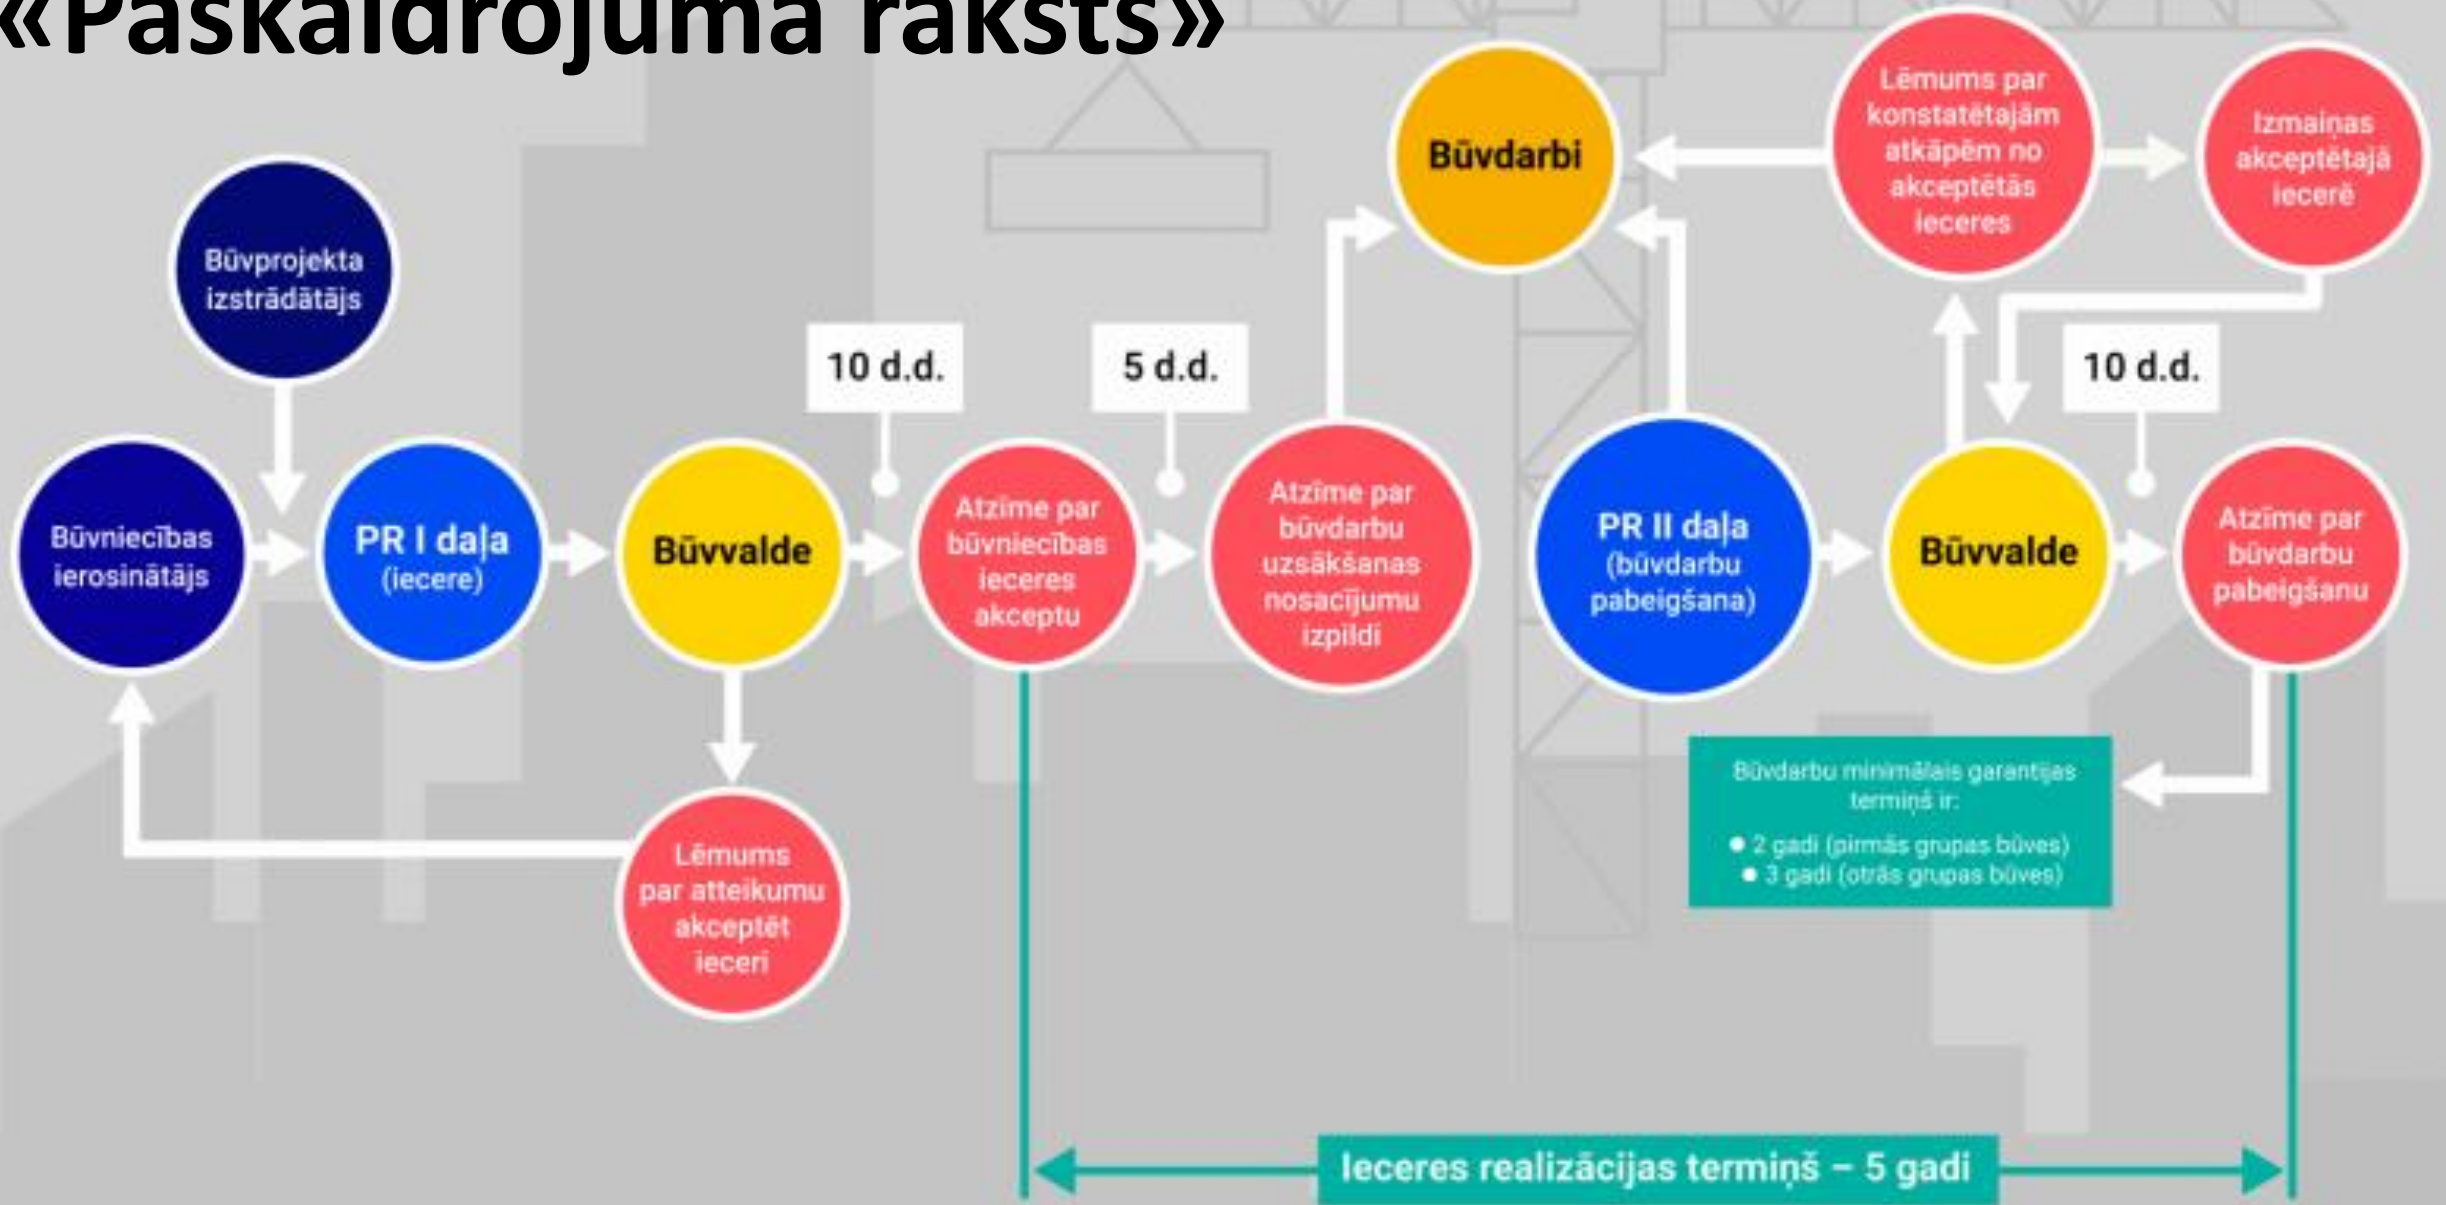 «Paskaidrojuma raksts»
Būvprojekta
izstrādātājs
Būvniecības
ierosinātājs
PR I daļa
(iecere)
Būvvalde
Lēmums
par atteikumu
akceptēt
ieceri
10 d.d.
Atzīme par
būvniecības
ieceres
akceptu
5 d.d.
Atzīme par
būvdarbu
uzsākšanas
nosacījumu
izpildi
Būvdarbi
PR II daļa
(būvdarbu
pabeigšana)
Būvvalde
Lēmums par
konstatētajām
atkāpēm no
akceptētās
ieceres
Izmaiņas
akceptētajā
iecerē
10 d.d.
Atzīme par
būvdarbu
pabeigšanu
Būvdarbu minimālais garantijas
termiņš ir:
● 2 gadi (pirmās grupas būves)
● 3 gadi (otrās grupas būves)
Ieceres realizācijas termiņš – 5 gadi